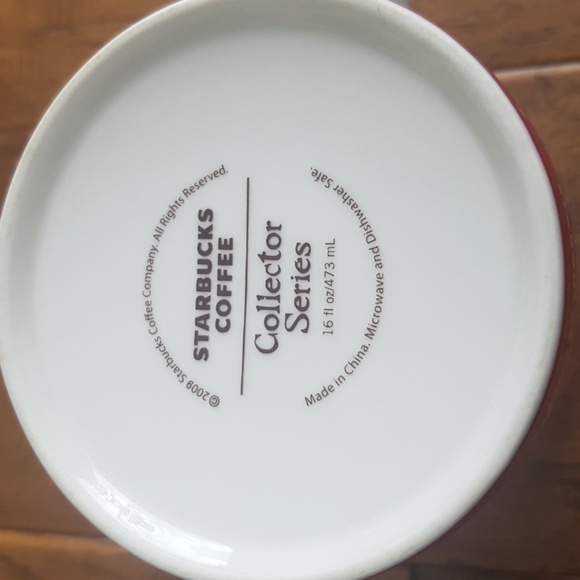 ©2009 Starbucks Coffee Company. All Rights Reserved.
STARBUCKS
COFFEE
Collector
Series
16 fl oz/473 mL
Made in China. Microwave and Dishwasher Safe.